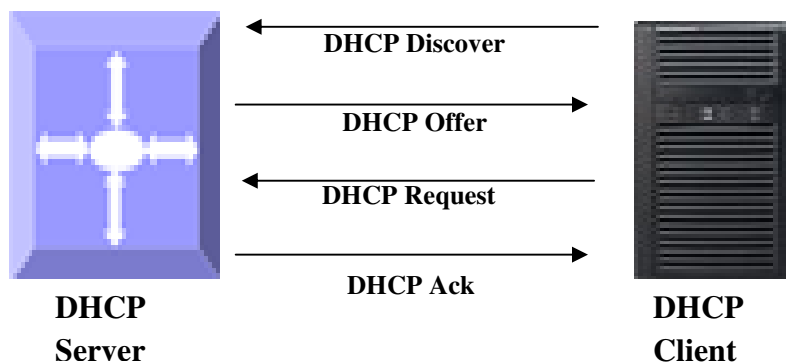 DHCP Discover
DHCP Offer
DHCP Request
DHCP Ack
DHCP
Server
DHCP
Client